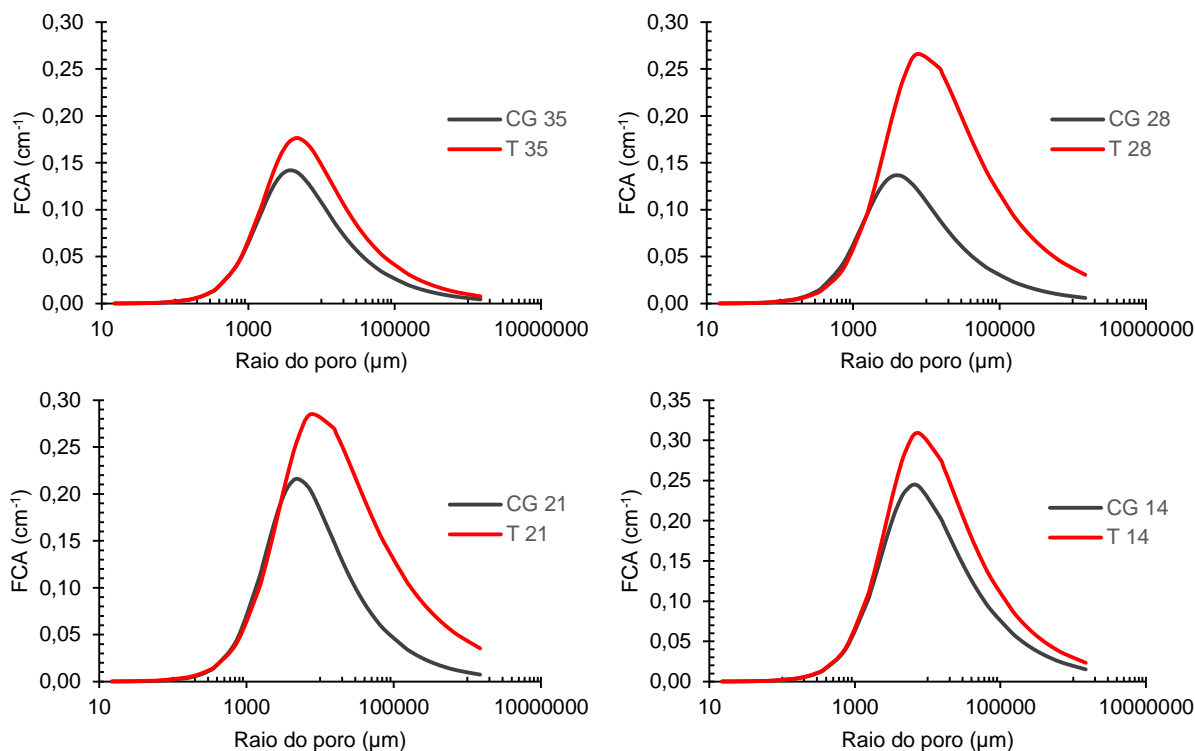 0,30
0,25
0,20
0,15
0,10
0,05
0,00
FCA (cm-1)
10 1000 100000 10000000
Raio do poro (µm)
CG 35
T 35
0,30
0,25
0,20
0,15
0,10
0,05
0,00
FCA (cm-1)
10 1000 100000 10000000
Raio do poro (µm)
CG 28
T 28
0,30
0,25
0,20
0,15
0,10
0,05
0,00
FCA (cm-1)
10 1000 100000 10000000
Raio do poro (µm)
CG 21
T 21
0,35
0,30
0,25
0,20
0,15
0,10
0,05
0,00
FCA (cm-1)
10 1000 100000 10000000
Raio do poro (µm)
CG 14
T 14